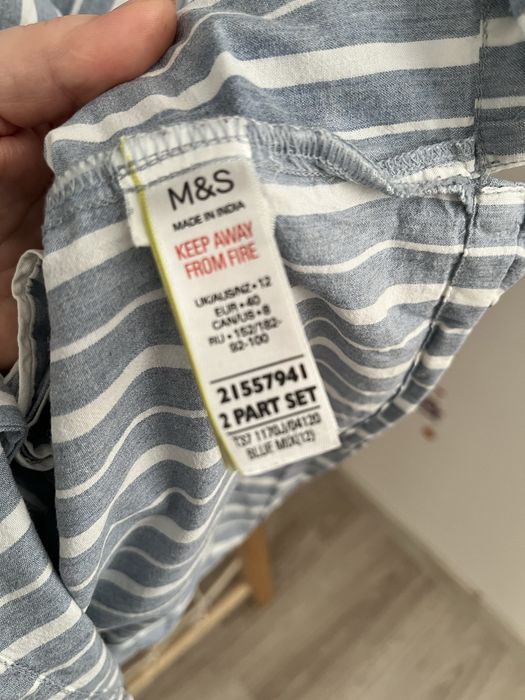 M&S
MADE IN INDIA
KEEP AWAY
FROM FIRE
UK/AUS/NZ•12
EUR•40
CAN/US•8
RU•152/182-
92-100
21557941
2 PART SET
T57 1170J/04120
BLUE MIX(12)